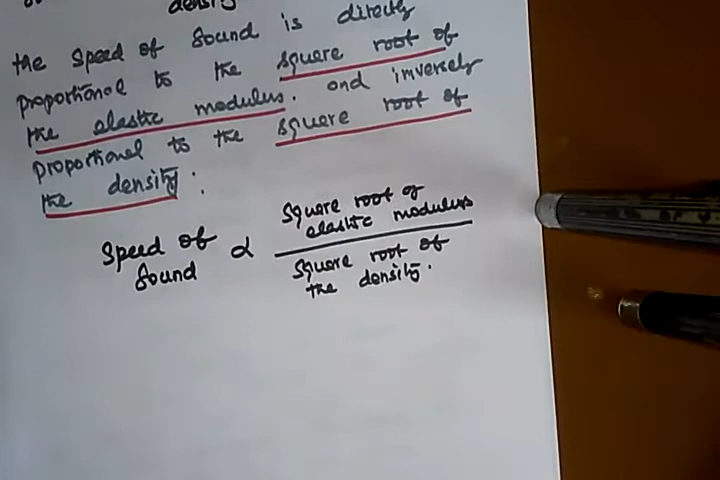 density
the speed of sound is directly
proportional to the square root of
the elastic modulus. and inversely
proportional to the square root of
the density.
Speed of sound ∝ Square root of elastic modulus
Square root of the density.